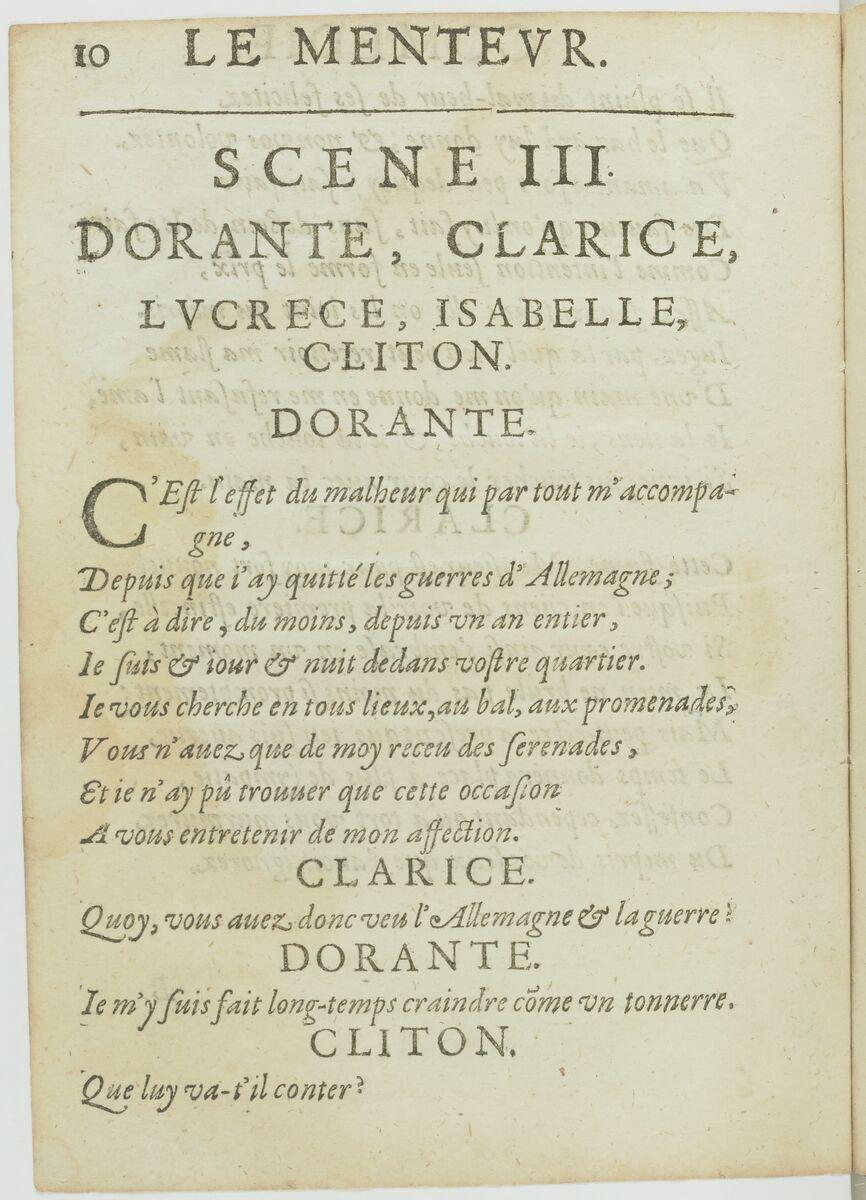 10 LE MENTEVR.
SCENE III.
DORANTE, CLARICE,
LVCRECE, ISABELLE,
CLITON.
DORANTE.
C'Eſt l'effet du malheur qui par tout m'accompa-
gne,
Depuis que i'ay quitté les guerres d'Allemagne;
C'eſt à dire, du moins, depuis vn an entier,
Ie ſuis & iour & nuit dedans voſtre quartier.
Ie vous cherche en tous lieux, au bal, aux promenades,
Vous n'auez que de moy receu des ſerenades,
Et ie n'ay pû trouuer que cette occaſion
A vous entretenir de mon affection.
CLARICE.
Quoy, vous auez donc veu l'Allemagne & la guerre?
DORANTE.
Ie m'y ſuis fait long-temps craindre cõme vn tonnerre.
CLITON.
Que luy va-t'il conter?